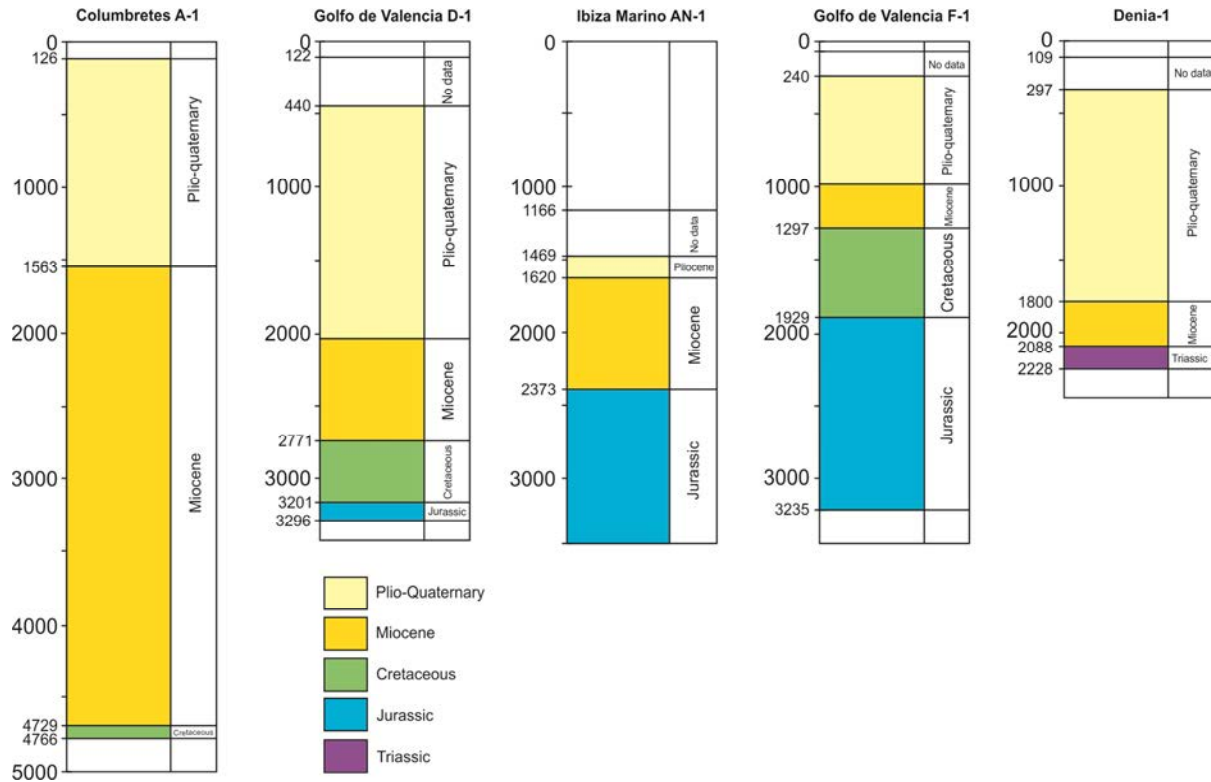 Columbretes A-1
0
126
1000
1563
2000
3000
4000
4729
4766
5000
Plio-quaternary
Miocene
Cretaceous
Golfo de Valencia D-1
0
122
440
1000
2000
2771
3000
3201
3296
No data
Plio-quaternary
Miocene
Cretaceous
Jurassic
Ibiza Marino AN-1
0
1000
1166
1469
1620
2000
2373
3000
No data
Pliocene
Miocene
Jurassic
Golfo de Valencia F-1
0
240
1000
1297
1929
2000
3000
3235
No data
Plio-quaternary
Miocene
Cretaceous
Jurassic
Denia-1
0
109
297
1000
1800
2000
2088
2228
No data
Plio-quaternary
Miocene
Triassic
Plio-Quaternary
Miocene
Cretaceous
Jurassic
Triassic